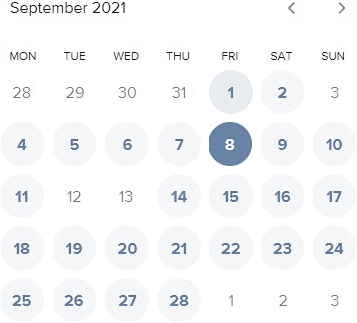 September 2021
MON TUE WED THU FRI SAT SUN
28 29 30 31 1 2 3
4 5 6 7 8 9 10
11 12 13 14 15 16 17
18 19 20 21 22 23 24
25 26 27 28 1 2 3